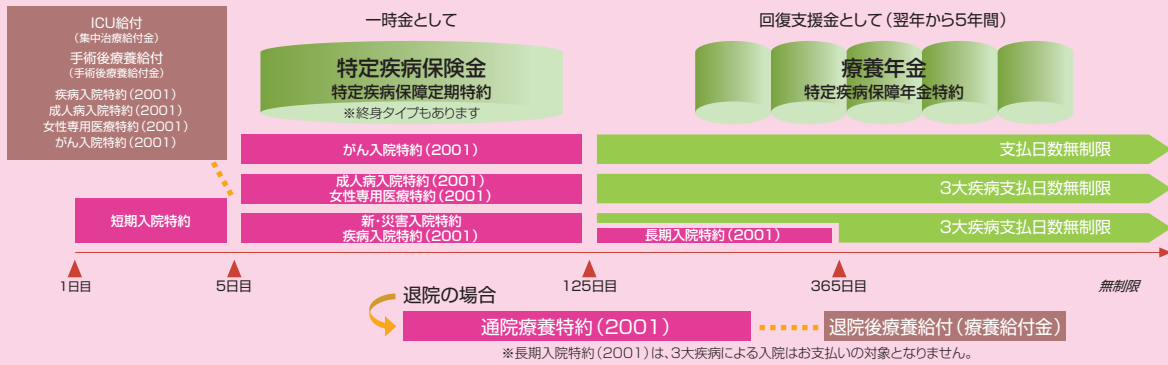 ICU給付
(集中治療給付金)
手術後療養給付
(手術後療養給付金)
疾病入院特約(2001)
成人病入院特約(2001)
女性専用医療特約(2001)
がん入院特約(2001)
一時金として
特定疾病保険金
特定疾病保障定期特約
※終身タイプもあります
回復支援金として(翌年から5年間)
療養年金
特定疾病保障年金特約
がん入院特約(2001)
支払日数無制限
成人病入院特約(2001)
女性専用医療特約(2001)
3大疾病支払日数無制限
短期入院特約
新・災害入院特約
疾病入院特約(2001)
長期入院特約(2001)
3大疾病支払日数無制限
1日目
5日目
125日目
365日目
無制限
退院の場合
通院療養特約(2001)
退院後療養給付(療養給付金)
※長期入院特約(2001)は、3大疾病による入院はお支払いの対象となりません。